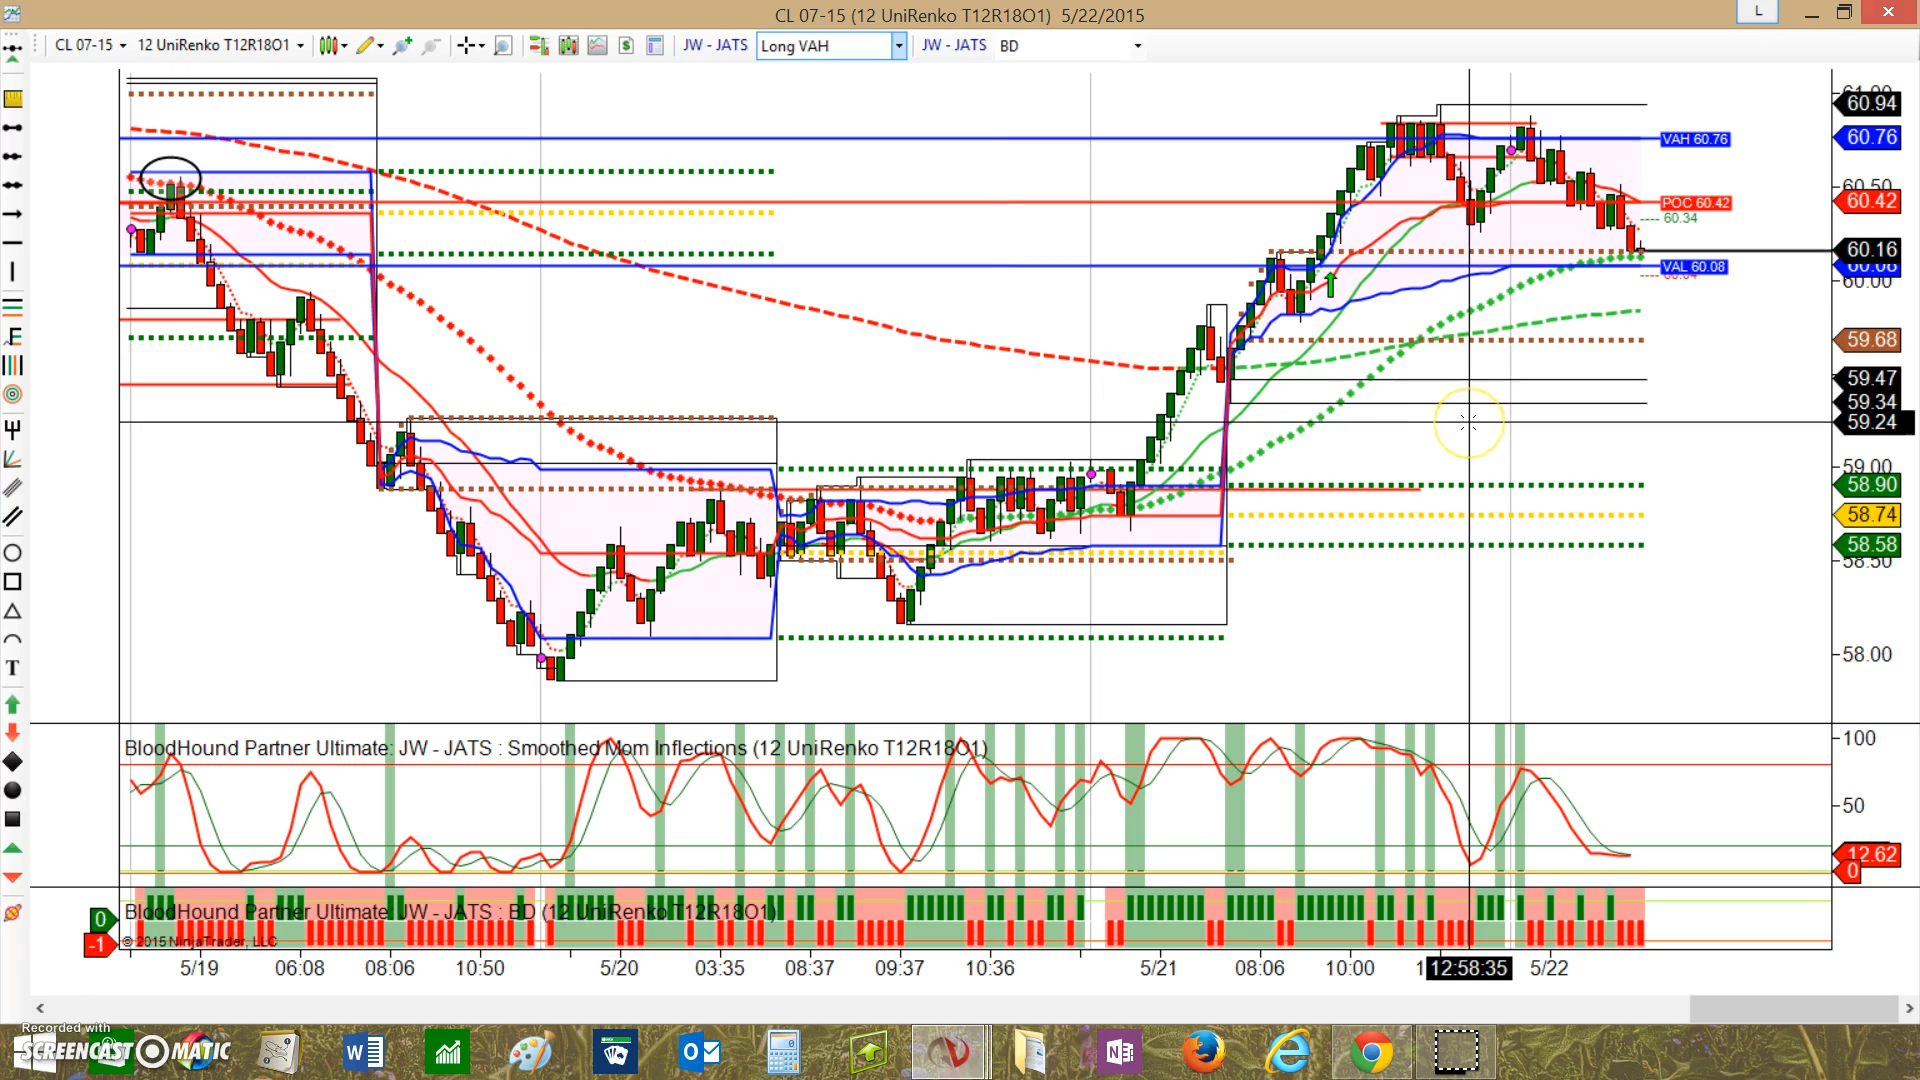 CL 07-15 (12 UniRenko T12R18O1) 5/22/2015
L
CL 07-15
12 UniRenko T12R18O1
JW - JATS
Long VAH
JW - JATS
BD
VAH 60.76
POC 60.42
60.34
VAL 60.08
60.94
60.76
60.50
60.42
60.16
60.08
60.00
59.68
59.47
59.34
59.24
59.00
58.90
58.74
58.58
58.50
58.00
BloodHound Partner Ultimate: JW - JATS : Smoothed Mom Inflections (12 UniRenko T12R18O1)
100
50
12.62
0
BloodHound Partner Ultimate: JW - JATS : BD (12 UniRenko T12R18O1)
0
-1
© 2015 NinjaTrader, LLC
5/19
06:08
08:06
10:50
5/20
03:35
08:37
09:37
10:36
5/21
08:06
10:00
12:58:35
5/22
Recorded with
SCREENCAST O MATIC